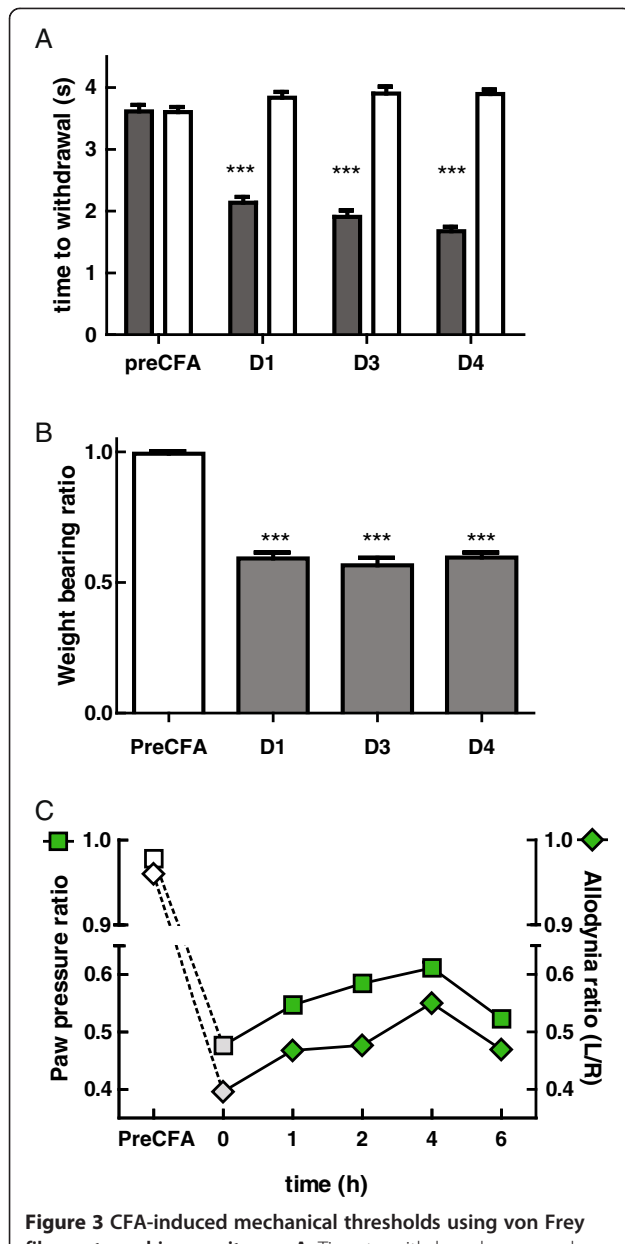 A
time to withdrawal (s)
4
3
2
1
0
*** *** ***
preCFA D1 D3 D4
B
Weight bearing ratio
1.0
0.5
0.0
*** *** ***
PreCFA D1 D3 D4
C
Paw pressure ratio
Allodynia ratio (L/R)
1.0 1.0
0.9 0.9
0.6 0.6
0.5 0.5
0.4 0.4
PreCFA 0 1 2 4 6
time (h)
Figure 3 CFA-induced mechanical thresholds using von Frey